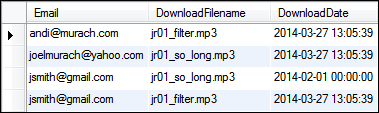 Email DownloadFilename DownloadDate
andi@murach.com jr01_filter.mp3 2014-03-27 13:05:39
joelmurach@yahoo.com jr01_so_long.mp3 2014-03-27 13:05:39
jsmith@gmail.com jr01_so_long.mp3 2014-02-01 00:00:00
jsmith@gmail.com jr01_filter.mp3 2014-03-27 13:05:39